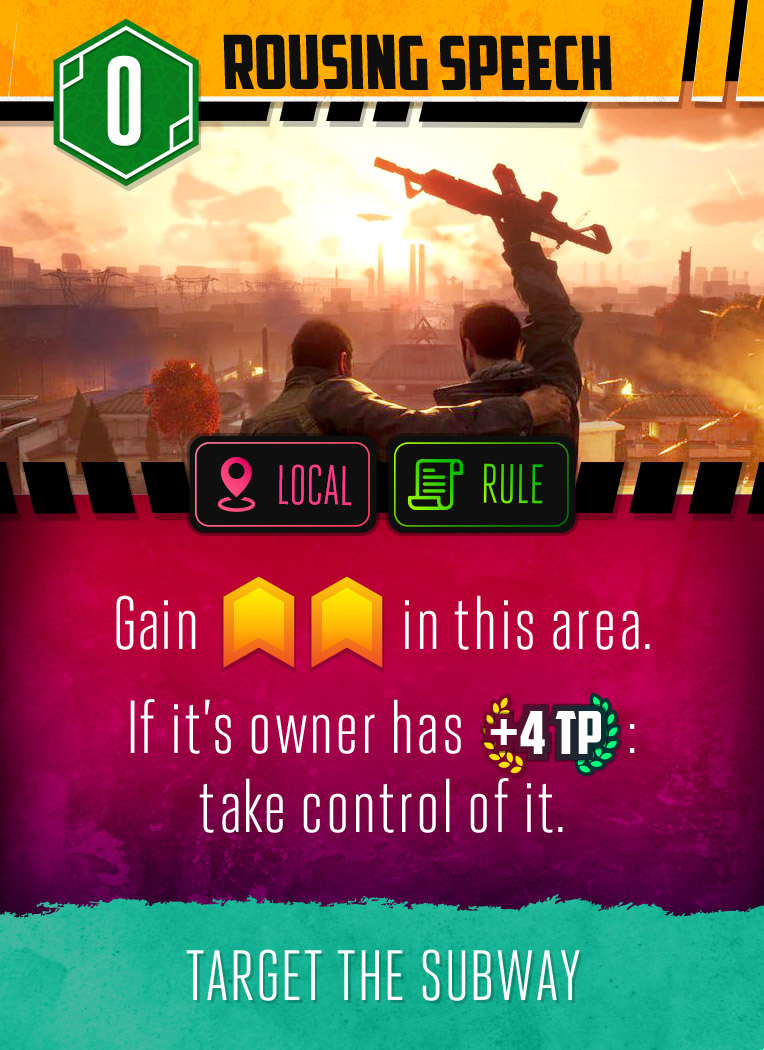 0
ROUSING SPEECH
LOCAL
RULE
Gain in this area.
If it's owner has +4 TP :
take control of it.
TARGET THE SUBWAY